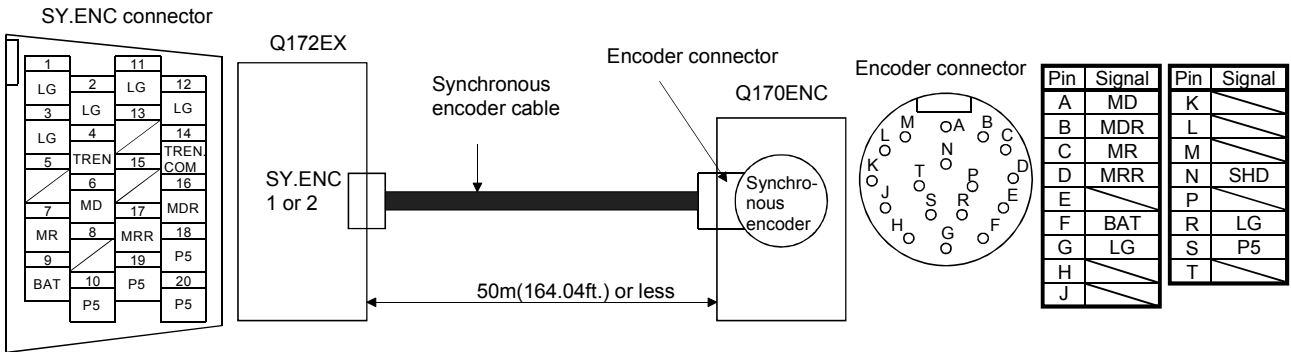 SY.ENC connector
1
LG
3
LG
5
7
MR
9
BAT
2
LG
4
TREN
6
MD
8
10
P5
11
LG
13
15
17
MRR
19
P5
12
LG
14
TREN.
COM
16
MDR
18
P5
20
P5
Q172EX
SY.ENC
1 or 2
Synchronous
encoder cable
50m(164.04ft.) or less
Encoder connector
Q170ENC
Synchro-
nous
encoder
Encoder connector
A
B
C
D
E
F
G
H
J
K
L
M
N
P
R
S
T
Pin Signal
A MD
B MDR
C MR
D MRR
E
F BAT
G LG
H
J
Pin Signal
K
L
M
N SHD
P
R LG
S P5
T